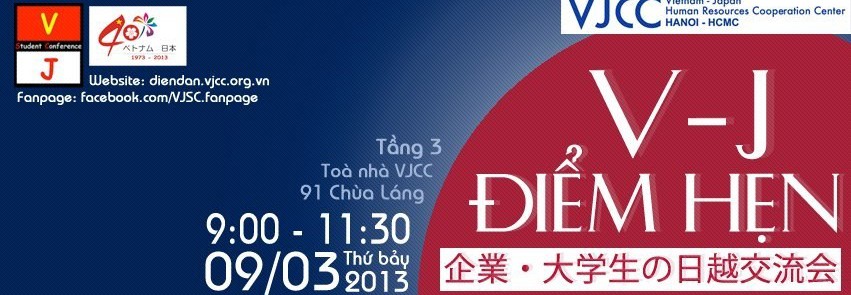 V
Student Conference
J
40
ベトナム 日本
1973 - 2013
Website: diendan.vjcc.org.vn
Fanpage: facebook.com/VJSC.fanpage
VJCC
Vietnam - Japan
Human Resources Cooperation Center
HANOI - HCMC
V-J
ĐIỂM HẸN
企業・大学生の日越交流会
Tầng 3
Toà nhà VJCC
91 Chùa Láng
9:00 - 11:30
09/03 Thứ bảy
2013